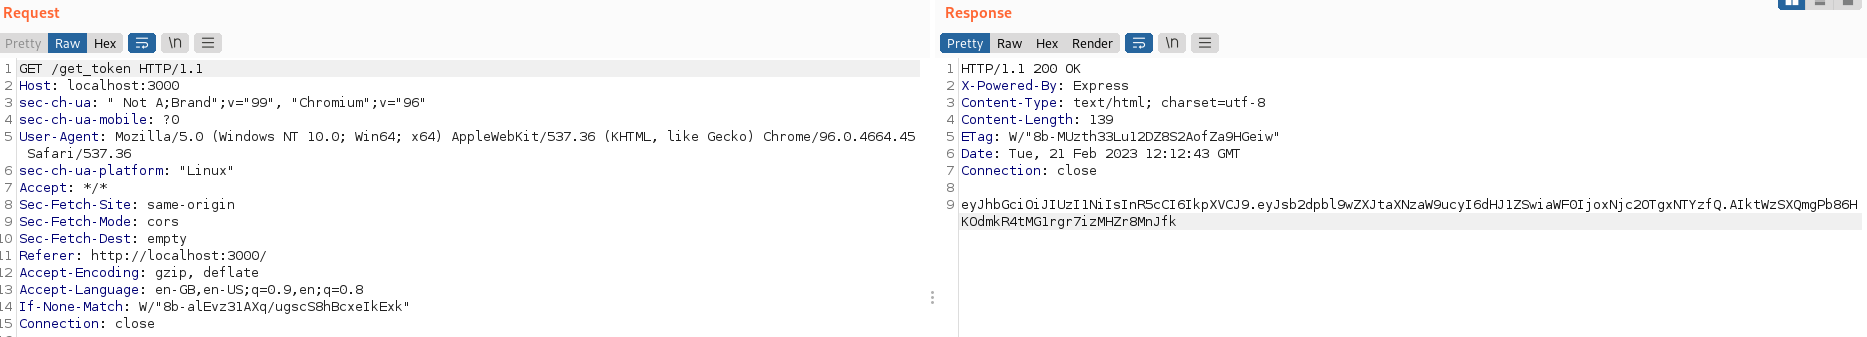 Request
Pretty Raw Hex \n
1 GET /get_token HTTP/1.1
2 Host: localhost:3000
3 sec-ch-ua: " Not A;Brand";v="99", "Chromium";v="96"
4 sec-ch-ua-mobile: ?0
5 User-Agent: Mozilla/5.0 (Windows NT 10.0; Win64; x64) AppleWebKit/537.36 (KHTML, like Gecko) Chrome/96.0.4664.45
Safari/537.36
6 sec-ch-ua-platform: "Linux"
7 Accept: */*
8 Sec-Fetch-Site: same-origin
9 Sec-Fetch-Mode: cors
10 Sec-Fetch-Dest: empty
11 Referer: http://localhost:3000/
12 Accept-Encoding: gzip, deflate
13 Accept-Language: en-GB,en-US;q=0.9,en;q=0.8
14 If-None-Match: W/"8b-alEvz31AXq/ugscS8hBcxeIkExk"
15 Connection: close
Response
Pretty Raw Hex Render \n
1 HTTP/1.1 200 OK
2 X-Powered-By: Express
3 Content-Type: text/html; charset=utf-8
4 Content-Length: 139
5 ETag: W/"8b-MUzth33Lu12DZ8S2AofZa9HGeiw"
6 Date: Tue, 21 Feb 2023 12:12:43 GMT
7 Connection: close
8
9 eyJhbGciOiJIUzI1NiIsInR5cCI6IkpXVCJ9.eyJsb2dpbl9wZXJtaXNzaW9ucyI6dHJ1ZSwiaWF0IjoxNjc2OTgxNTYzfQ.AIktWzSXQmgPb86H
KOdmkR4tMG1rgr7izMHZr8MnJfk